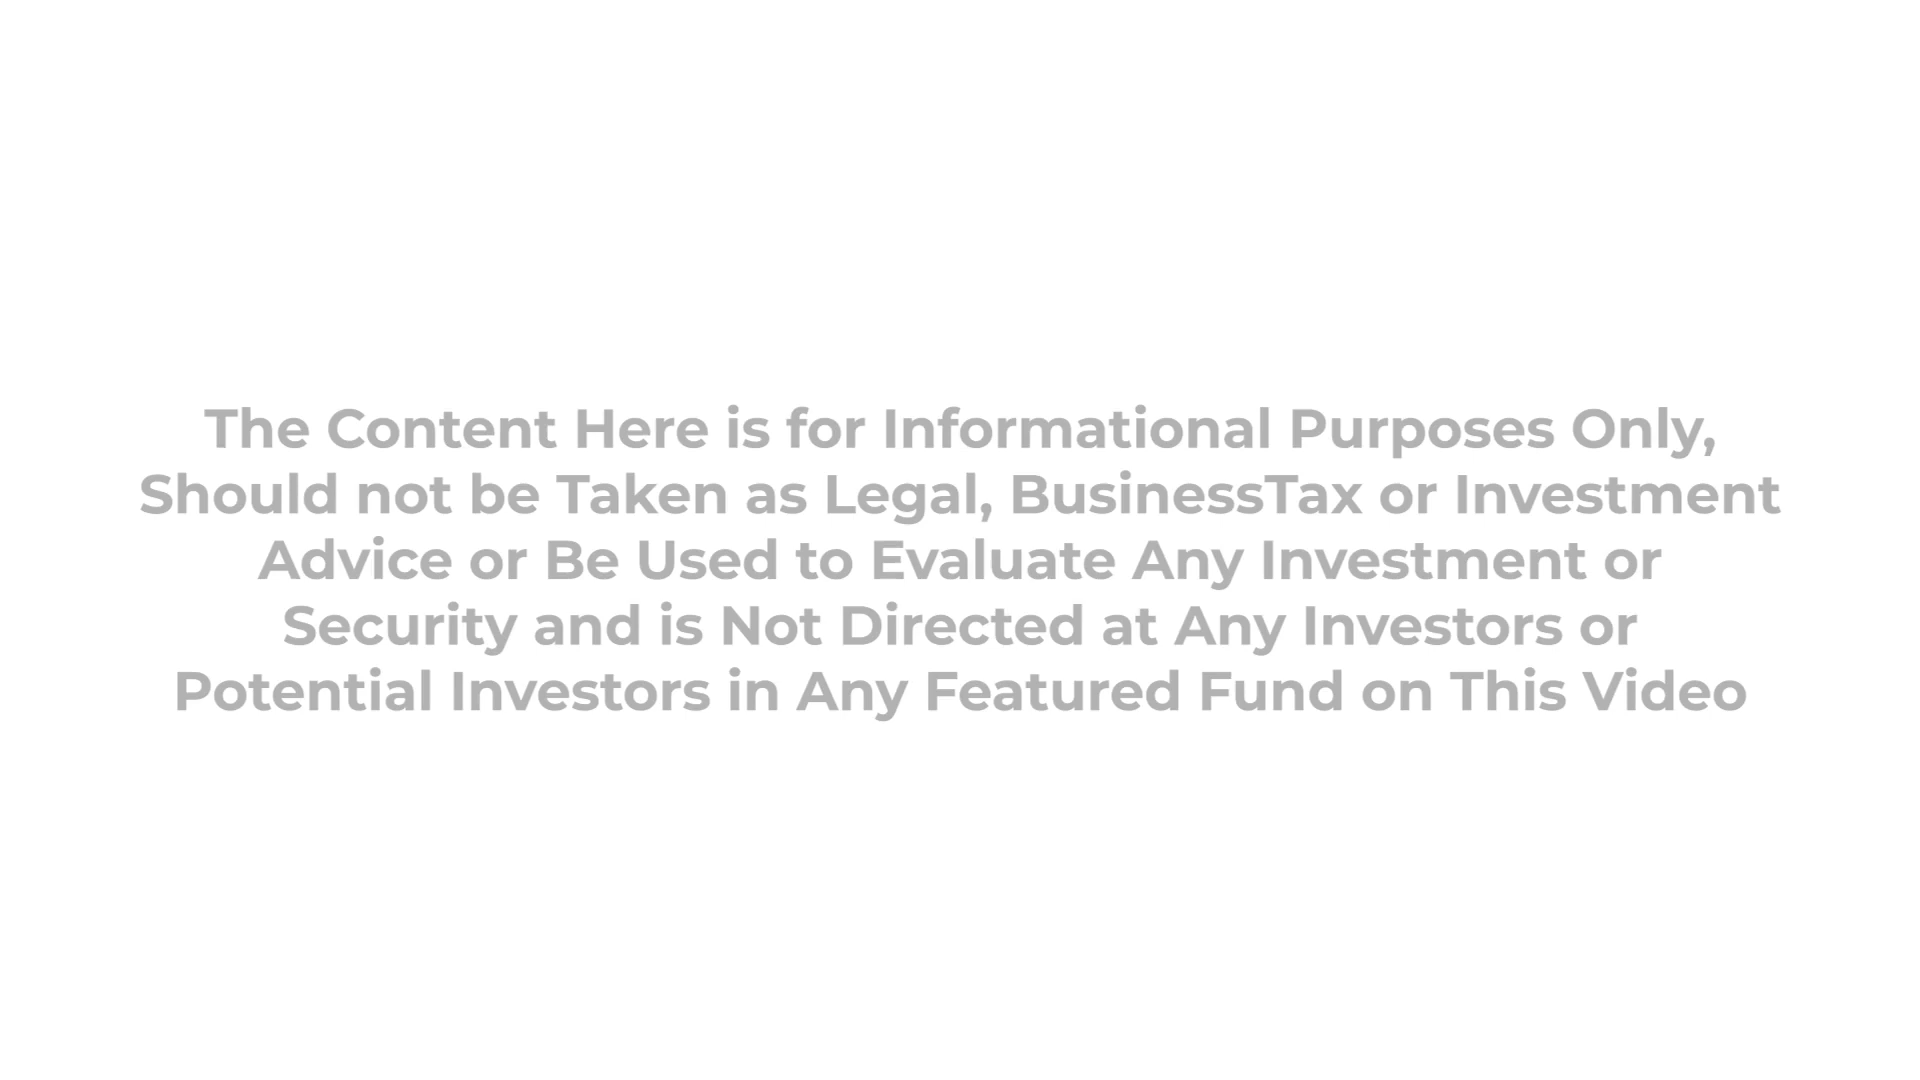 The Content Here is for Informational Purposes Only,
Should not be Taken as Legal, BusinessTax or Investment
Advice or Be Used to Evaluate Any Investment or
Security and is Not Directed at Any Investors or
Potential Investors in Any Featured Fund on This Video